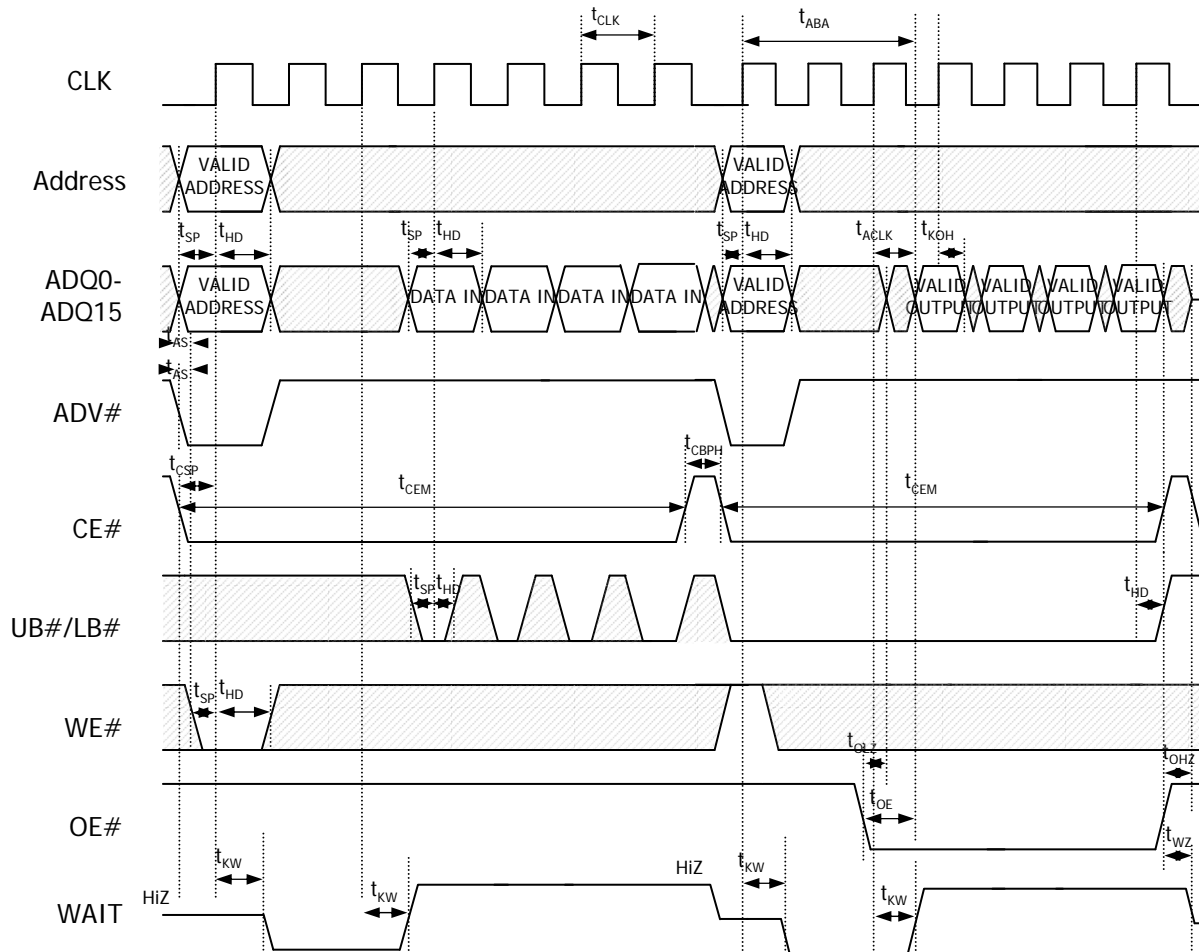 tCLK
tABA
CLK
VALID
ADDRESS
VALID
ADDRESS
Address
tSP
tHD
tSP
tHD
tSP
tHD
tACLK
tKOH
ADQ0-
ADQ15
VALID
ADDRESS
DATA IN
DATA IN
DATA IN
DATA IN
VALID
ADDRESS
VALID
OUTPUT
VALID
OUTPUT
VALID
OUTPUT
VALID
OUTPUT
tAS
tAS
ADV#
tCSP
tCEM
tCBPH
tCEM
CE#
tSP
tHD
tHD
UB#/LB#
tSP
tHD
WE#
tOLZ
tOHZ
tOE
OE#
tWZ
tKW
tKW
HiZ
tKW
tKW
HiZ
WAIT